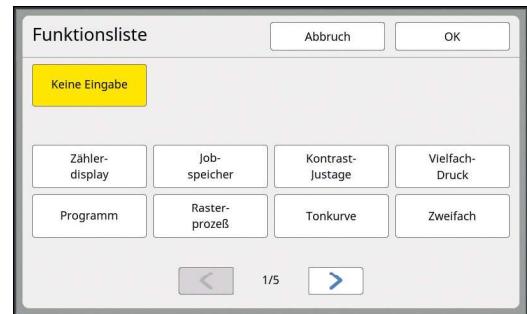 Funktionsliste
Abbruch
OK
Keine Eingabe
Zähler-
display
Job-
speicher
Kontrast-
Justage
Vielfach-
Druck
Programm
Raster-
prozeß
Tonkurve
Zweifach
1/5